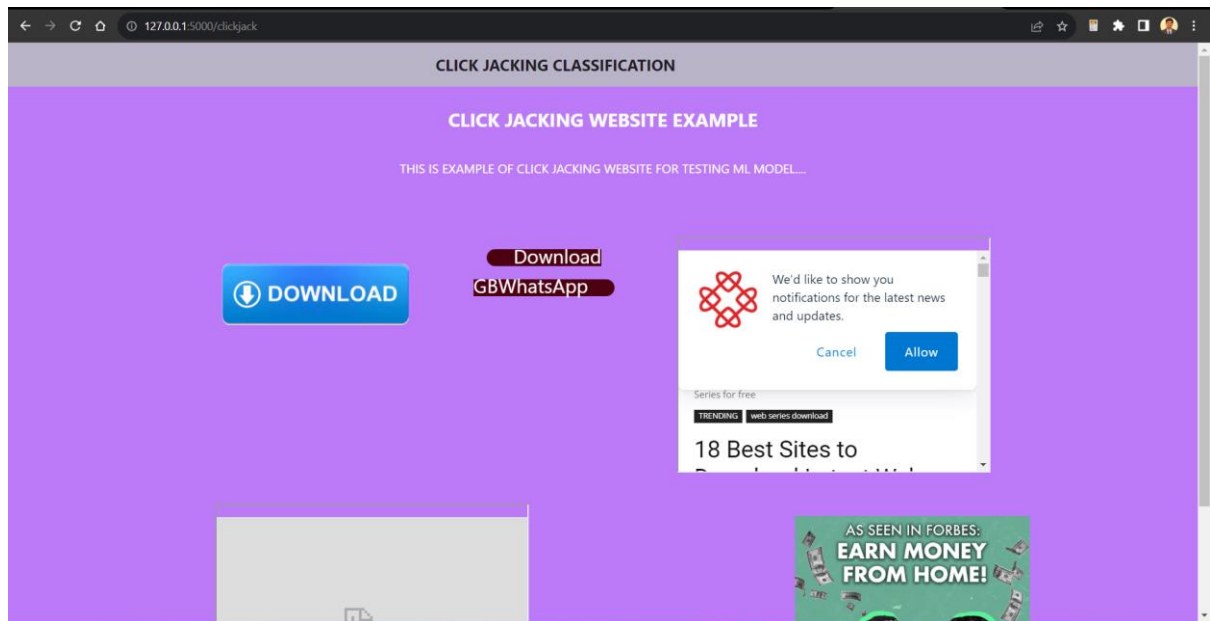 127.0.0.1:5000/clickjack
CLICK JACKING CLASSIFICATION
CLICK JACKING WEBSITE EXAMPLE
THIS IS EXAMPLE OF CLICK JACKING WEBSITE FOR TESTING ML MODEL....
DOWNLOAD
Download
GBWhatsApp
We'd like to show you
notifications for the latest news
and updates.
Cancel Allow
Series for free
TRENDING web series download
18 Best Sites to
AS SEEN IN FORBES:
EARN MONEY
FROM HOME!